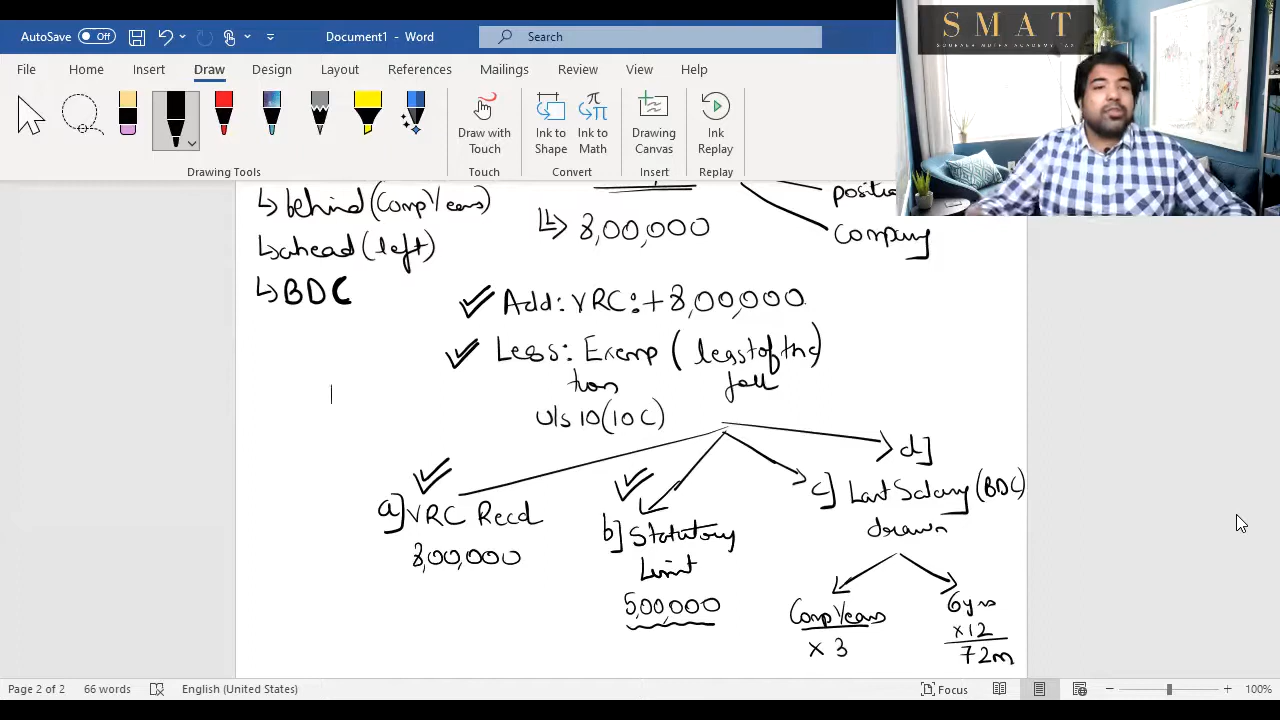 AutoSave Off
Document1 - Word
Search
SMAT
File Home Insert Draw Design Layout References Mailings Review View Help
Draw with Touch
Ink to Shape
Ink to Math
Drawing Canvas
Ink Replay
Drawing Tools
Touch
Convert
Insert
Replay
↳ behind (Comp Years)
↳ ahead (left)
↳ BDC
8,00,000
Company
Add: VRC: + 8,00,000
Less: Exemp (least of the
tion foll)
U/s 10(10C)
a] VRC Recd
8,00,000
b] Statutory
Limit
5,00,000
c] Last Salary (BDC)
drawn
Comp Years
x 3
6 yrs
x 12
72m
d]
Page 2 of 2 66 words English (United States) Focus 100%